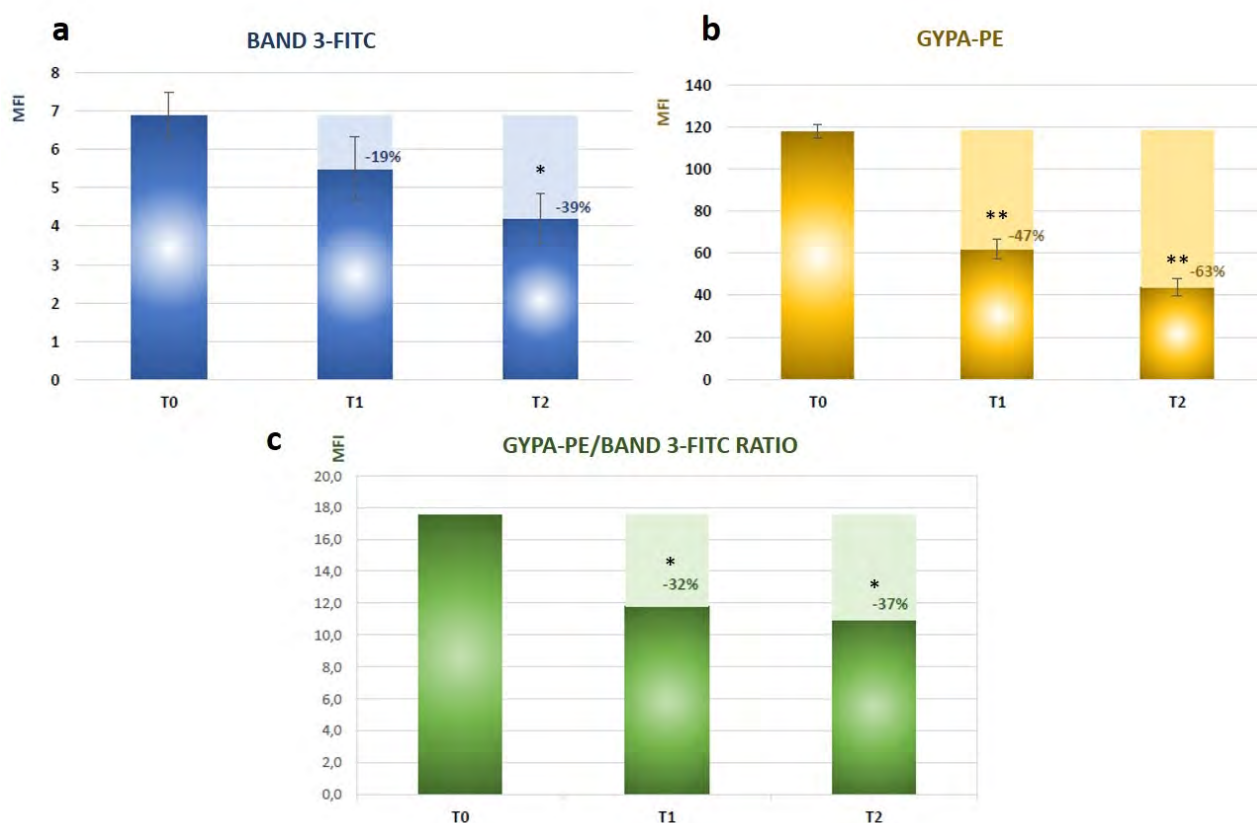 a
BAND 3-FITC
MFI
8
7
6
5
4
3
2
1
0
-19%
*
-39%
T0
T1
T2
b
GYPA-PE
MFI
140
120
100
80
60
40
20
0
**
-47%
**
-63%
T0
T1
T2
c
GYPA-PE/BAND 3-FITC RATIO
MFI
20,0
18,0
16,0
14,0
12,0
10,0
8,0
6,0
4,0
2,0
0,0
*
-32%
*
-37%
T0
T1
T2